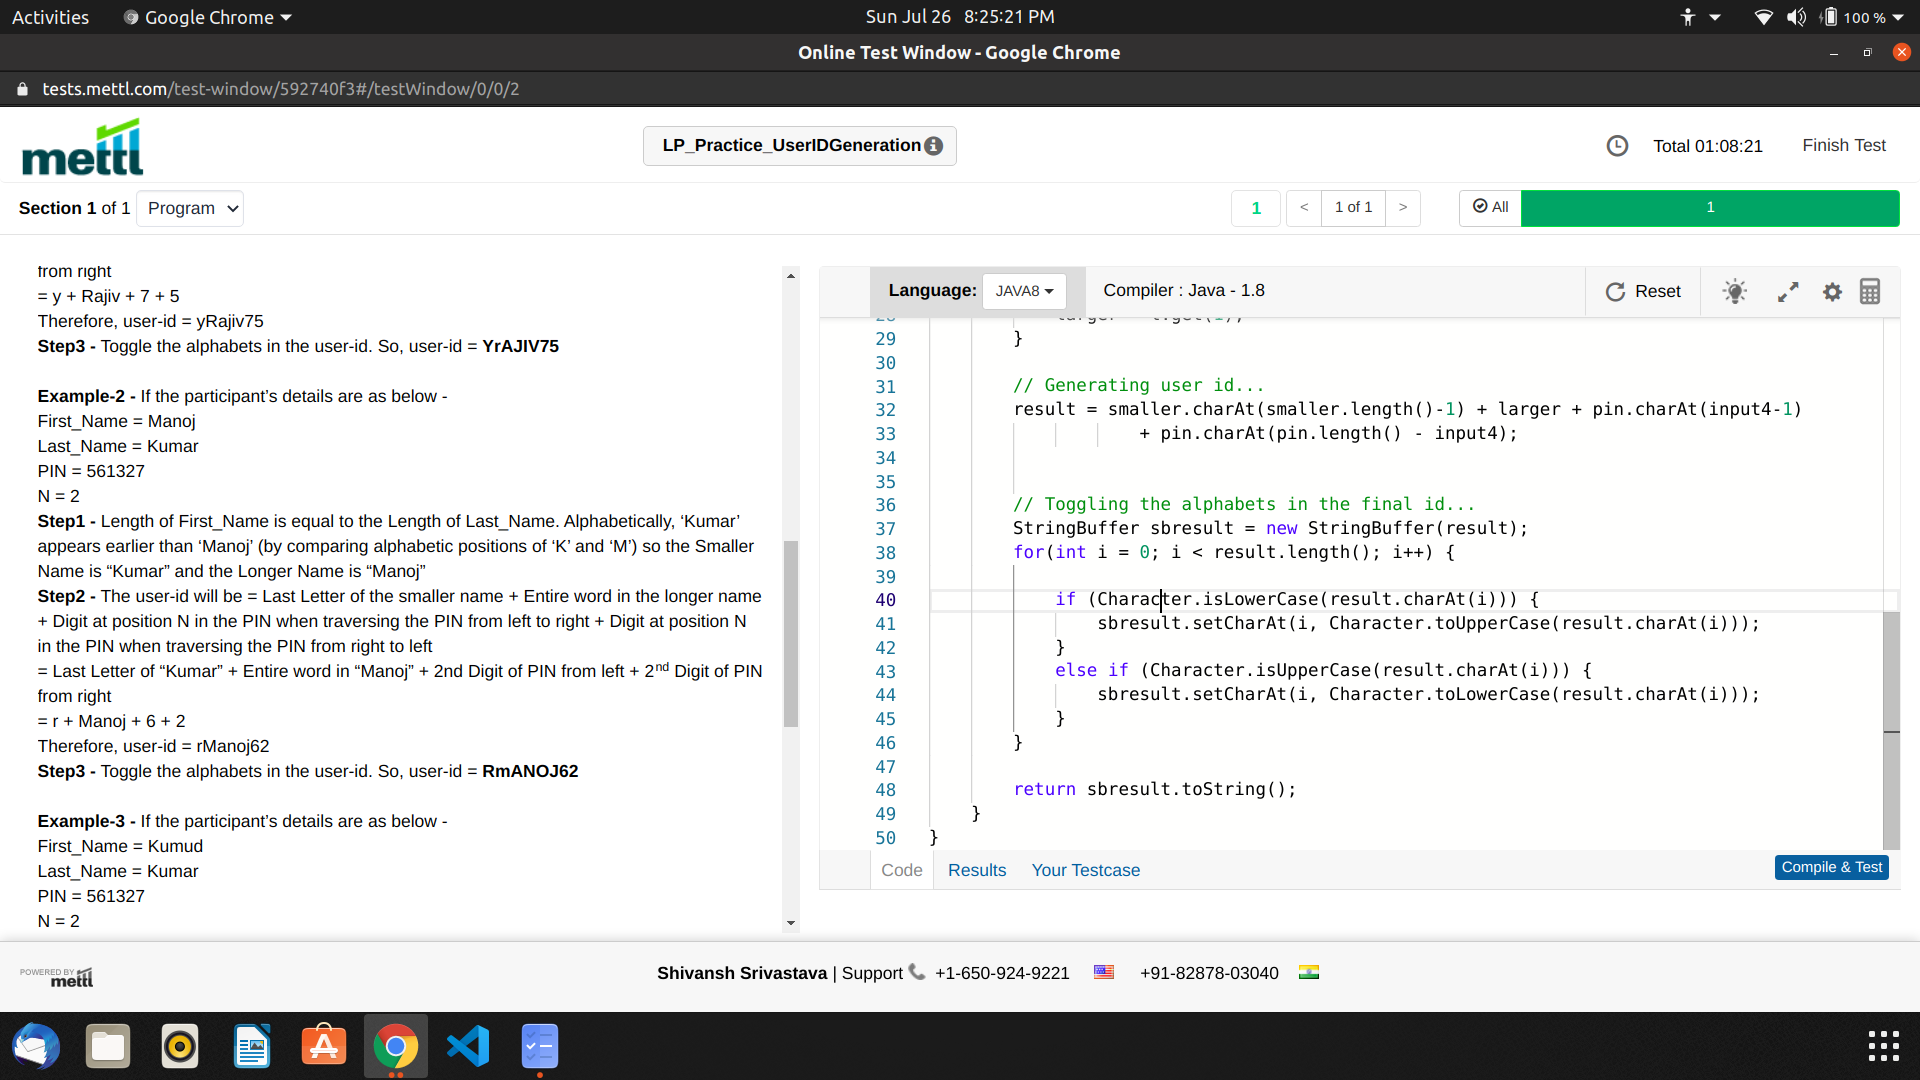 Activities
Google Chrome
Sun Jul 26 8:25:21 PM
100 %
Online Test Window - Google Chrome
tests.mettl.com/test-window/592740f3#/testWindow/0/0/2
mettl
LP_Practice_UserIDGeneration
Total 01:08:21
Finish Test
Section 1 of 1
Program
1
<
1 of 1
>
All
1
from right
= y + Rajiv + 7 + 5
Therefore, user-id = yRajiv75
Step3 - Toggle the alphabets in the user-id. So, user-id = YrAJIV75
Example-2 - If the participant’s details are as below -
First_Name = Manoj
Last_Name = Kumar
PIN = 561327
N = 2
Step1 - Length of First_Name is equal to the Length of Last_Name. Alphabetically, ‘Kumar’
appears earlier than ‘Manoj’ (by comparing alphabetic positions of ‘K’ and ‘M’) so the Smaller
Name is “Kumar” and the Longer Name is “Manoj”
Step2 - The user-id will be = Last Letter of the smaller name + Entire word in the longer name
+ Digit at position N in the PIN when traversing the PIN from left to right + Digit at position N
in the PIN when traversing the PIN from right to left
= Last Letter of “Kumar” + Entire word in “Manoj” + 2nd Digit of PIN from left + 2nd Digit of PIN
from right
= r + Manoj + 6 + 2
Therefore, user-id = rManoj62
Step3 - Toggle the alphabets in the user-id. So, user-id = RmANOJ62
Example-3 - If the participant’s details are as below -
First_Name = Kumud
Last_Name = Kumar
PIN = 561327
N = 2
Language: JAVA8
Compiler : Java - 1.8
Reset
29 }
30
31 // Generating user id...
32 result = smaller.charAt(smaller.length()-1) + larger + pin.charAt(input4-1)
33 + pin.charAt(pin.length() - input4);
34
35
36 // Toggling the alphabets in the final id...
37 StringBuffer sbresult = new StringBuffer(result);
38 for(int i = 0; i < result.length(); i++) {
39
40 if (Character.isLowerCase(result.charAt(i))) {
41 sbresult.setCharAt(i, Character.toUpperCase(result.charAt(i)));
42 }
43 else if (Character.isUpperCase(result.charAt(i))) {
44 sbresult.setCharAt(i, Character.toLowerCase(result.charAt(i)));
45 }
46 }
47
48 return sbresult.toString();
49 }
50 }
Code
Results
Your Testcase
Compile & Test
POWERED BY
mettl
Shivansh Srivastava | Support +1-650-924-9221
+91-82878-03040